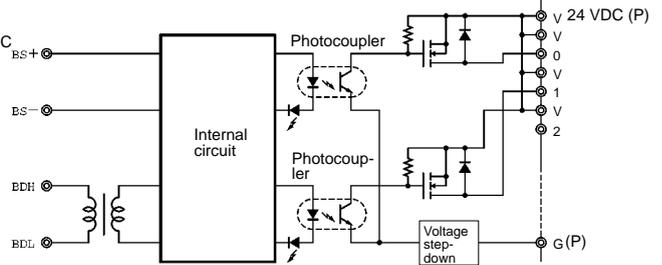 C
BS+
BS−
BDH
BDL
Internal
circuit
Photocoupler
Photocoup-
ler
Voltage
step-
down
V 24 VDC (P)
V
0
V
1
V
2
G (P)